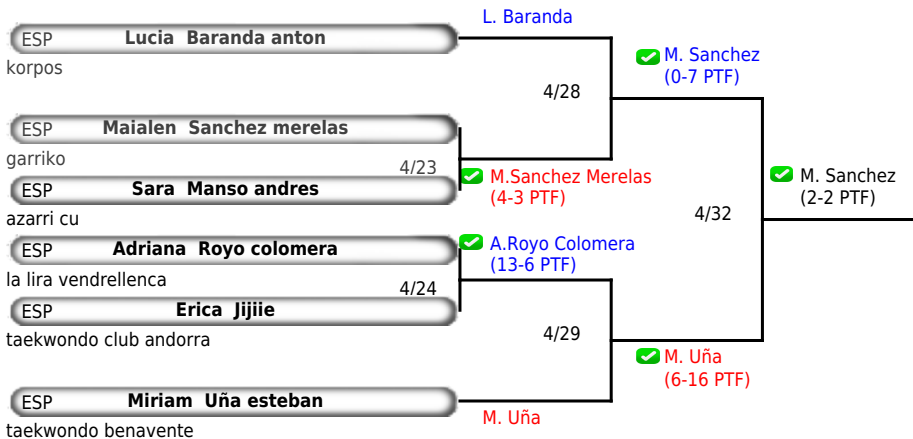 L. Baranda
ESP Lucia Baranda anton
korpos
M. Sanchez
(0-7 PTF)
4/28
ESP Maialen Sanchez merelas
garriko
4/23
M.Sanchez Merelas
(4-3 PTF)
M. Sanchez
(2-2 PTF)
ESP Sara Manso andres
azarri cu
4/32
ESP Adriana Royo colomera
A.Royo Colomera
(13-6 PTF)
la lira vendrellenca
4/24
ESP Erica Jijiie
taekwondo club andorra
4/29
M. Uña
(6-16 PTF)
ESP Miriam Uña esteban
M. Uña
taekwondo benavente